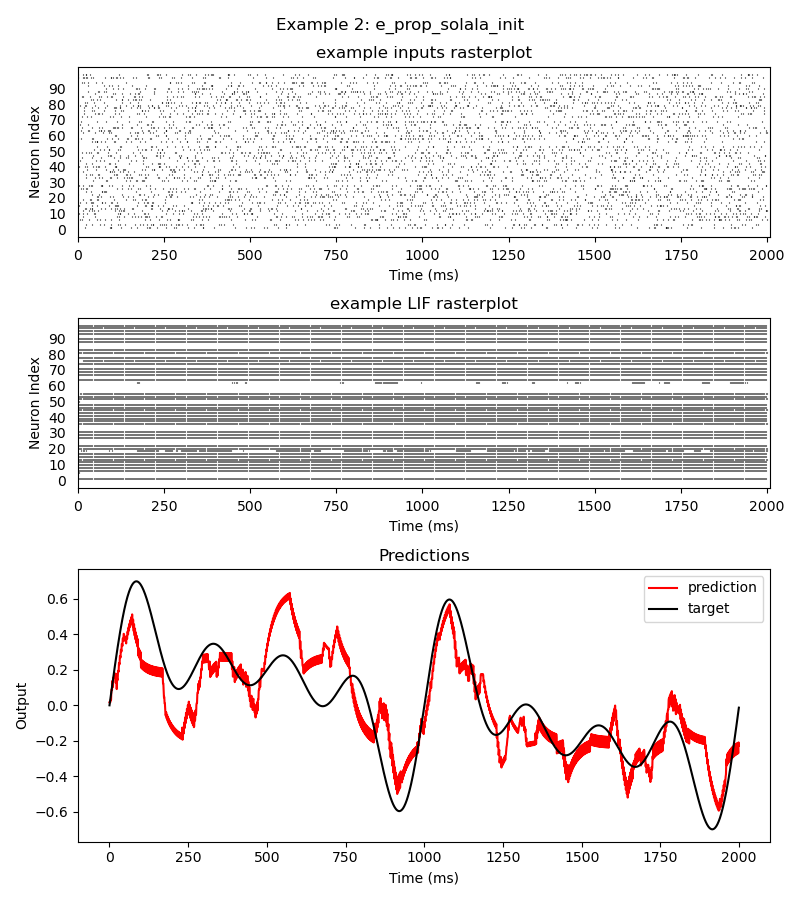 Example 2: e_prop_solala_init
example inputs rasterplot
Neuron Index
90
80
70
60
50
40
30
20
10
0
0 250 500 750 1000 1250 1500 1750 2000
Time (ms)
example LIF rasterplot
Neuron Index
90
80
70
60
50
40
30
20
10
0
0 250 500 750 1000 1250 1500 1750 2000
Time (ms)
Predictions
Output
0.6
0.4
0.2
0.0
−0.2
−0.4
−0.6
prediction
target
0 250 500 750 1000 1250 1500 1750 2000
Time (ms)